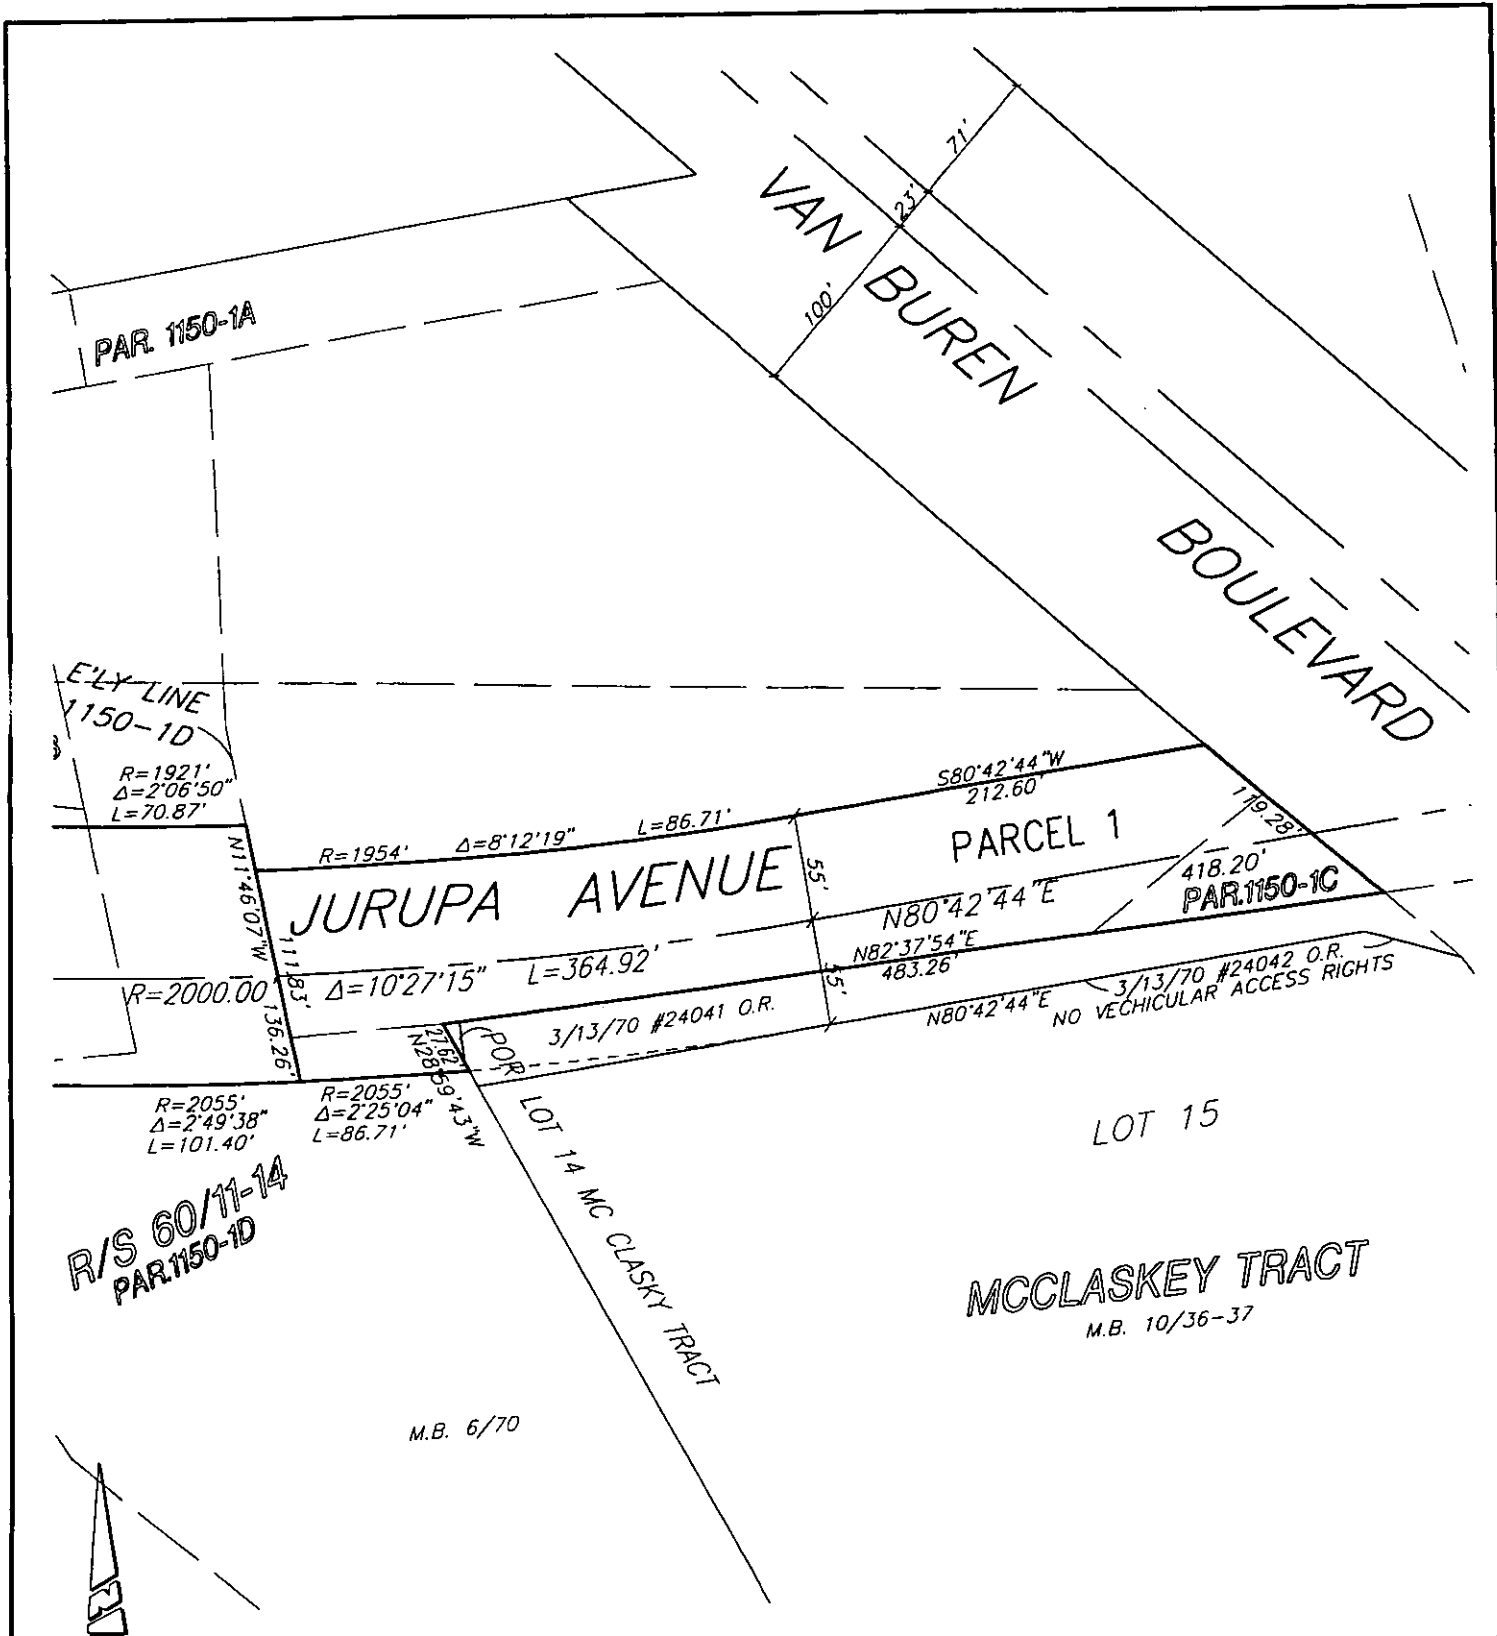 71'
23'
100'
VAN BUREN
BOULEVARD
PAR. 1150-1A
E'LY LINE
1150-1D
R=1921'
Δ=2°06'50"
L=70.87'
R=1954'
Δ=8°12'19"
L=86.71'
S80°42'44"W
212.60'
119.28'
PARCEL 1
JURUPA AVENUE
55'
N80°42'44"E
418.20'
PAR.1150-1C
N11°46'07"W
111.83'
136.26'
R=2000.00'
Δ=10°27'15"
L=364.92'
N82°37'54"E
483.26'
55'
3/13/70 #24041 O.R.
N80°42'44"E
3/13/70 #24042 O.R.
NO VECHICULAR ACCESS RIGHTS
27.62'
N28°59'43"W
POR LOT 14 MC CLASKY TRACT
R=2055'
Δ=2°49'38"
L=101.40'
R=2055'
Δ=2°25'04"
L=86.71'
LOT 15
R/S 60/11-14
PAR.1150-1D
MCCLASKEY TRACT
M.B. 10/36-37
M.B. 6/70
N